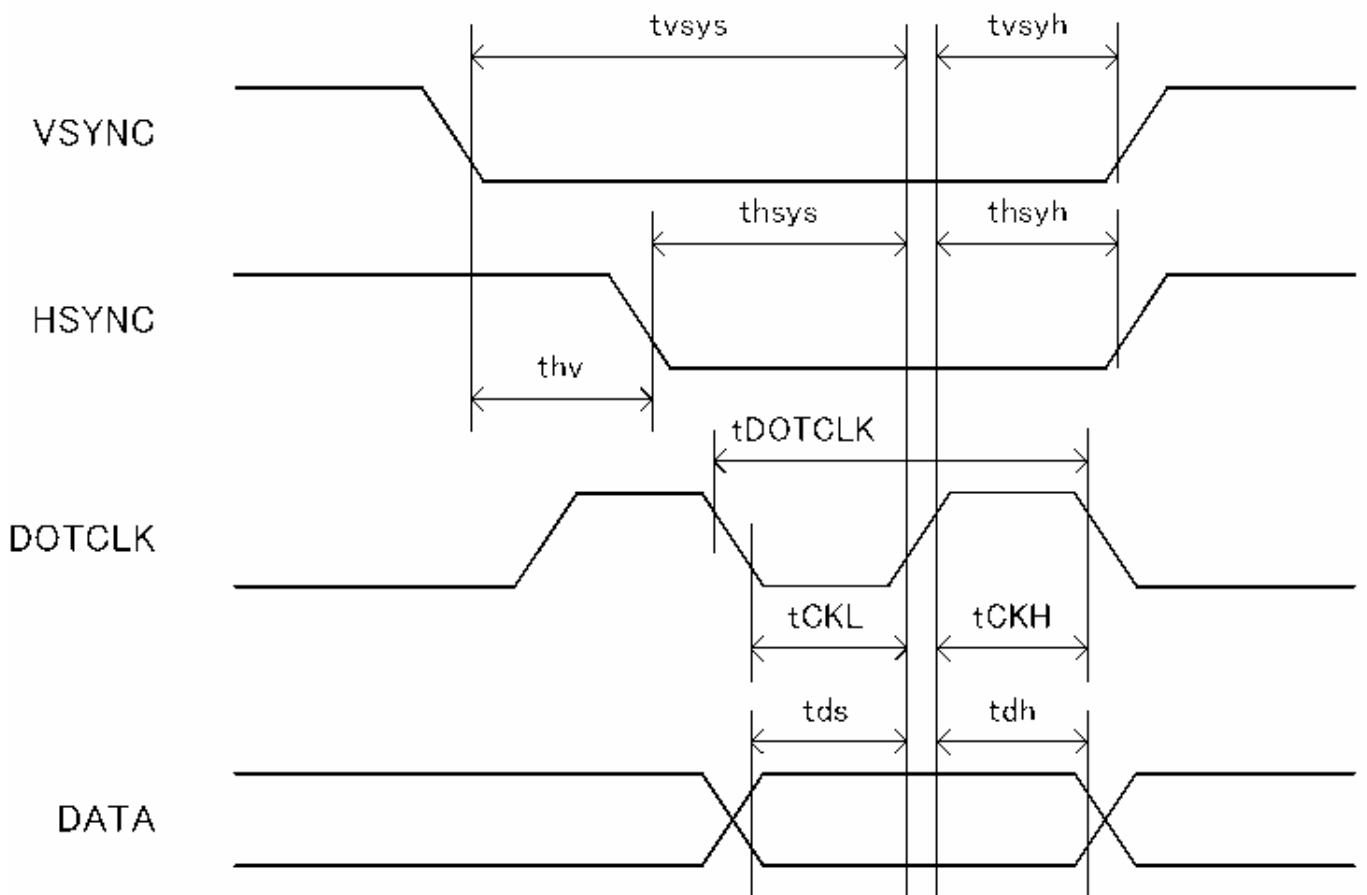 tvsys
tvsyh
VSYNC
thsys
thsyh
HSYNC
thv
tDOTCLK
DOTCLK
tCKL
tCKH
tds
tdh
DATA